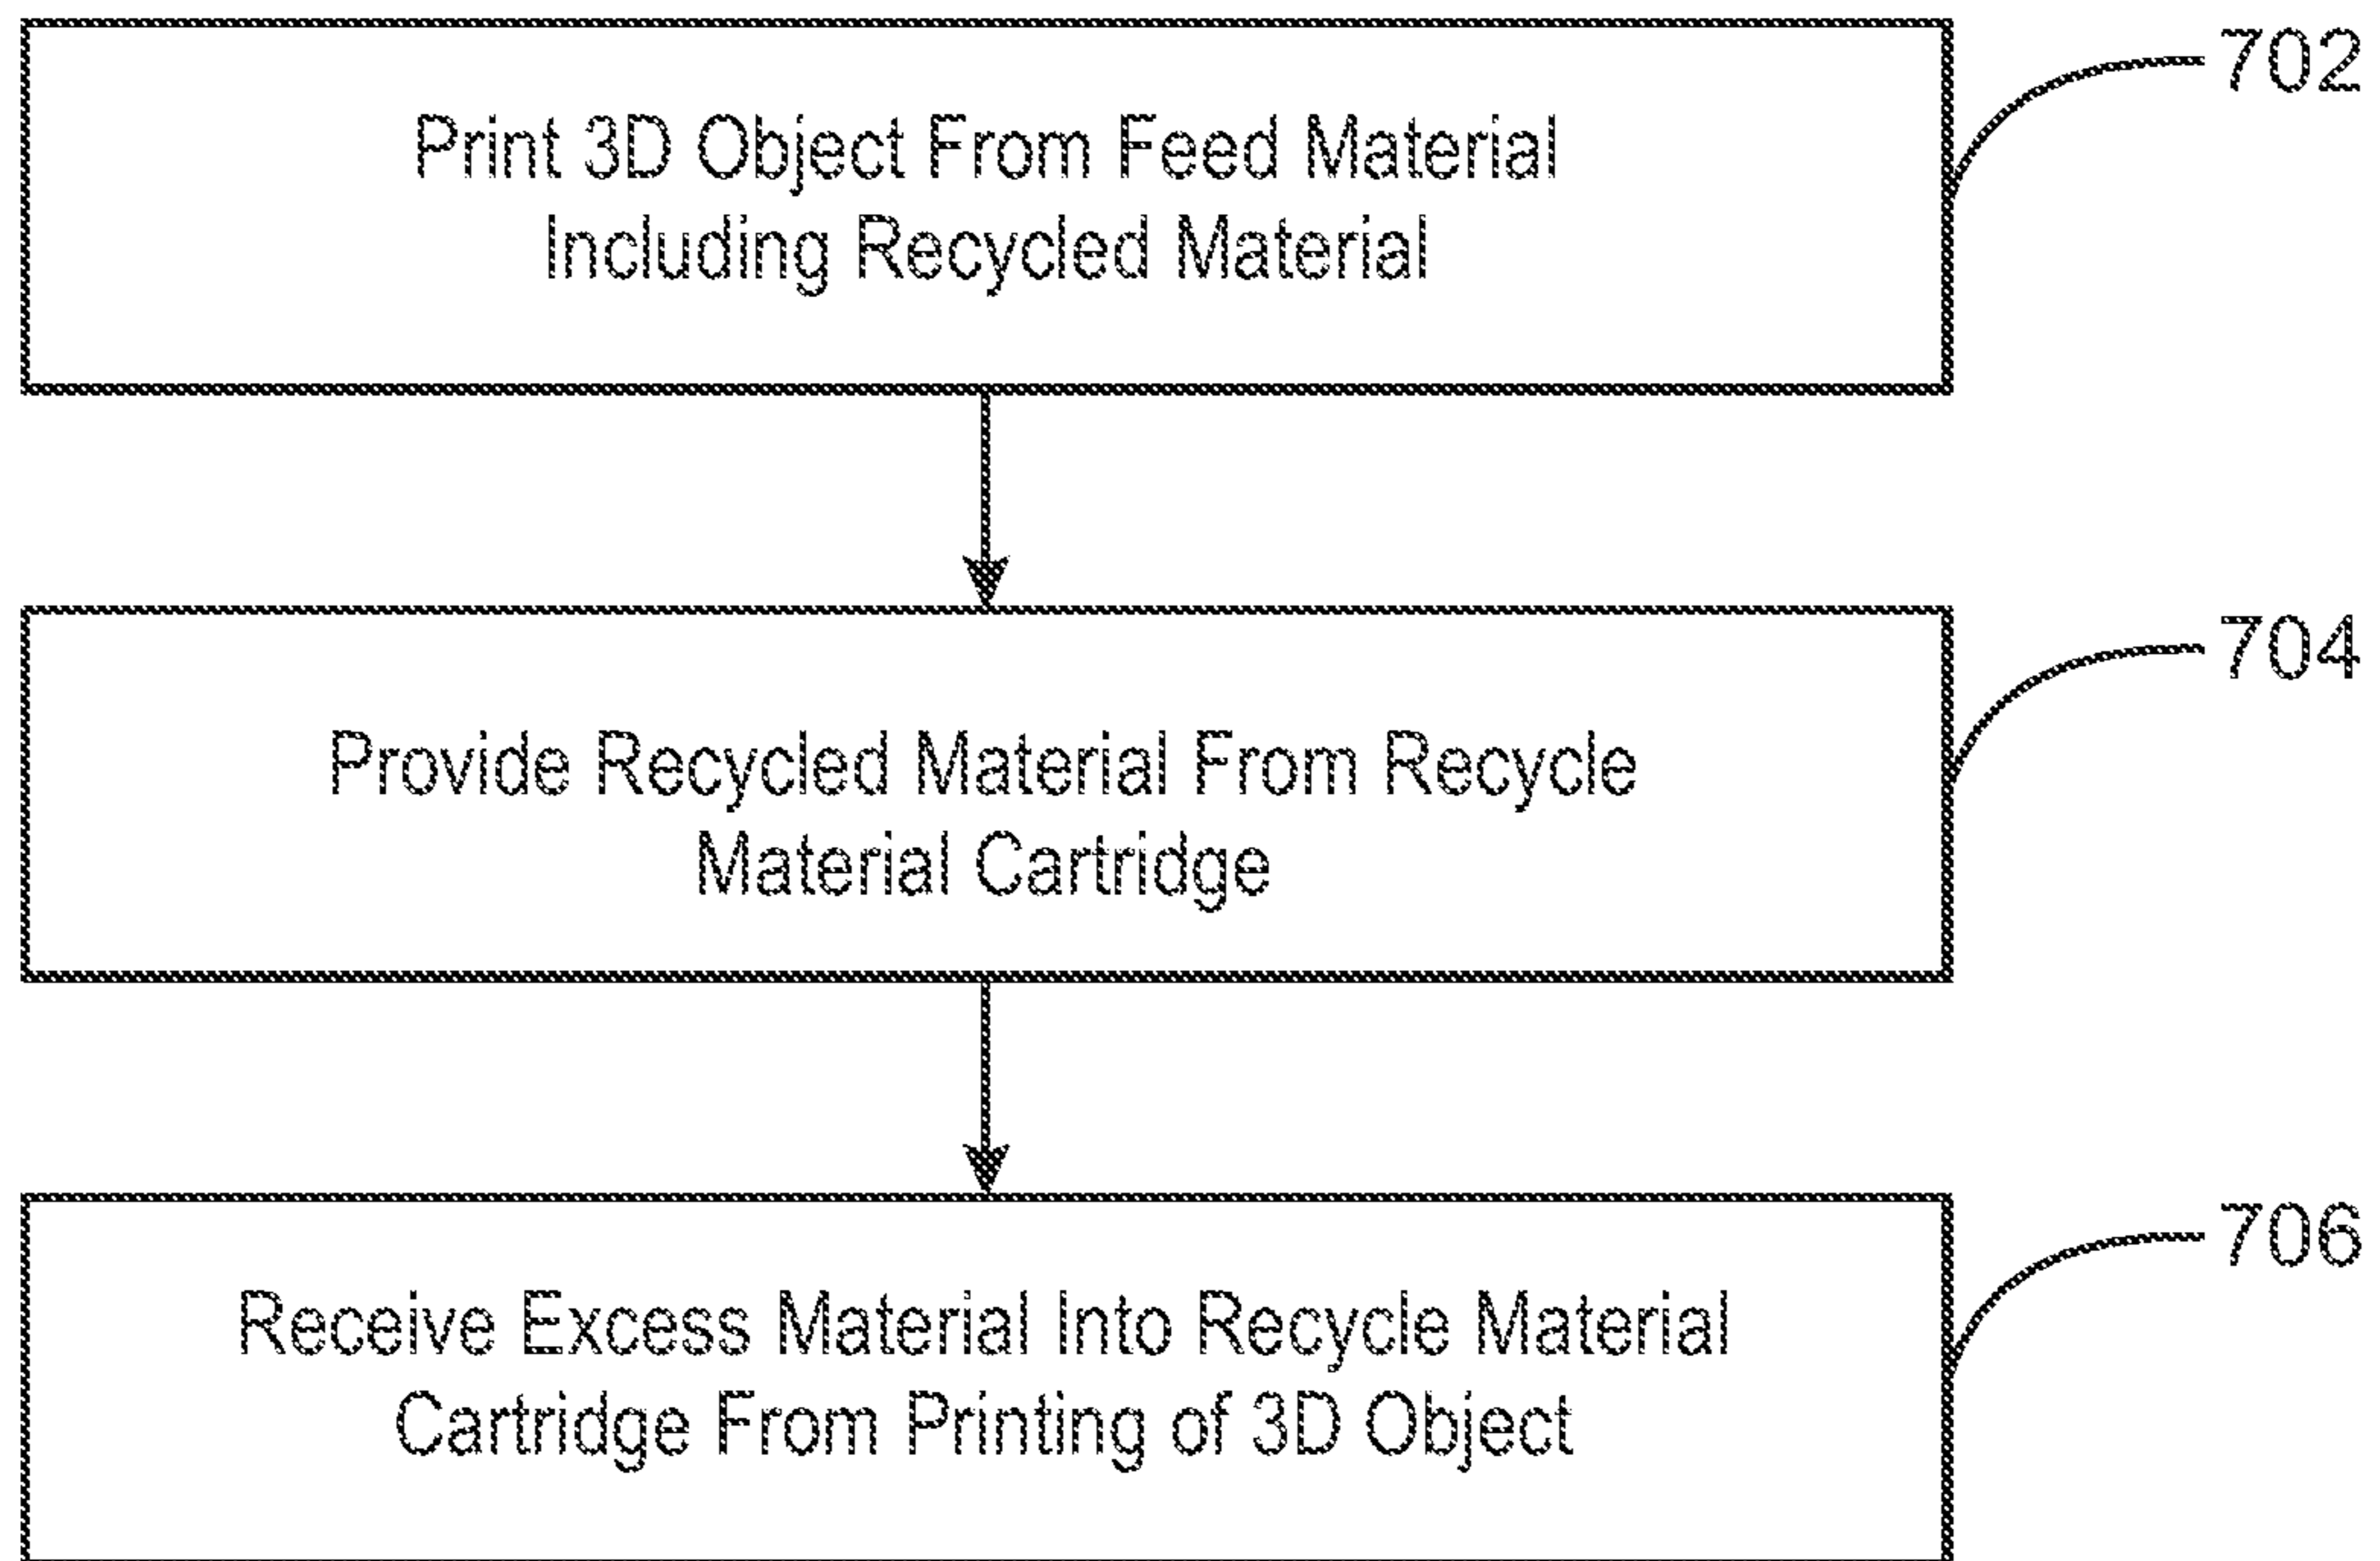 702
Print 3D Object From Feed Material
Including Recycled Material
704
Provide Recycled Material From Recycle
Material Cartridge
706
Receive Excess Material Into Recycle Material
Cartridge From Printing of 3D Object